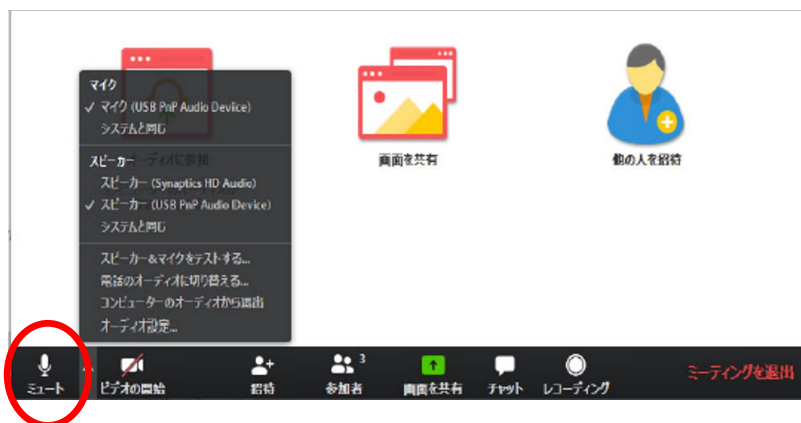 マイク
✓ マイク (USB PnP Audio Device)
システムと同じ
スピーカー
スピーカー (Synaptics HD Audio)
✓ スピーカー (USB PnP Audio Device)
システムと同じ
スピーカー&マイクをテストする...
電話のオーディオに切り替える...
コンピューターのオーディオから退出
オーディオ設定...
画面を共有
他の人を招待
ミュート
ビデオの開始
招待
参加者 3
画面を共有
チャット
レコーディング
ミーティングを退出